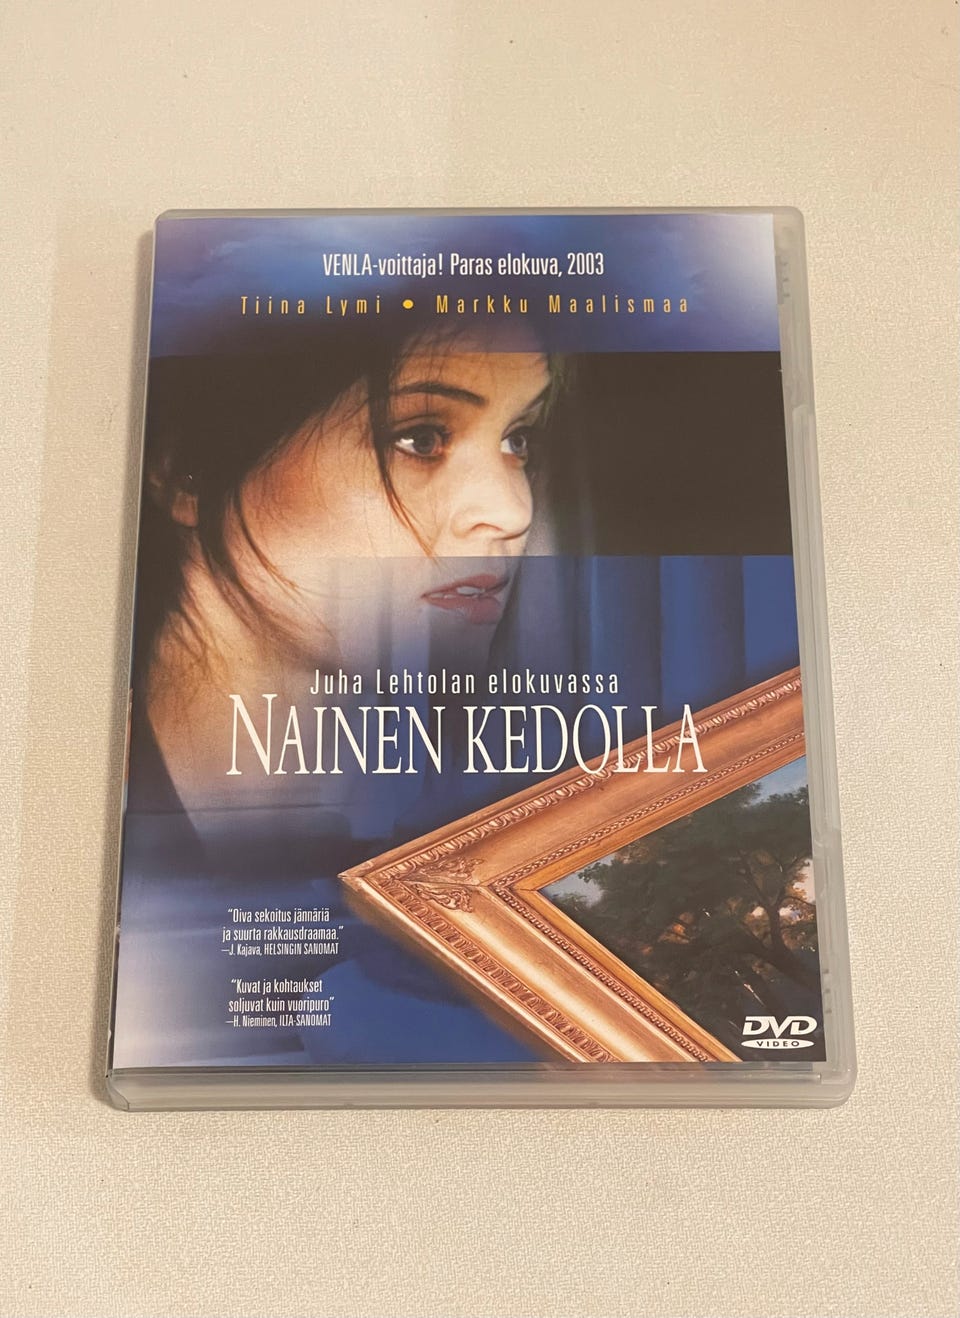 VENLA-voittaja! Paras elokuva, 2003
Tiina Lymi • Markku Maalismaa
Juha Lehtolan elokuvassa
NAINEN KEDOLLA
"Oiva sekoitus jännäriä
ja suurta rakkausdraamaa."
—J. Kajava, HELSINGIN SANOMAT
"Kuvat ja kohtaukset
soljuvat kuin vuoripuro"
—H. Nieminen, ILTA-SANOMAT
DVD
VIDEO